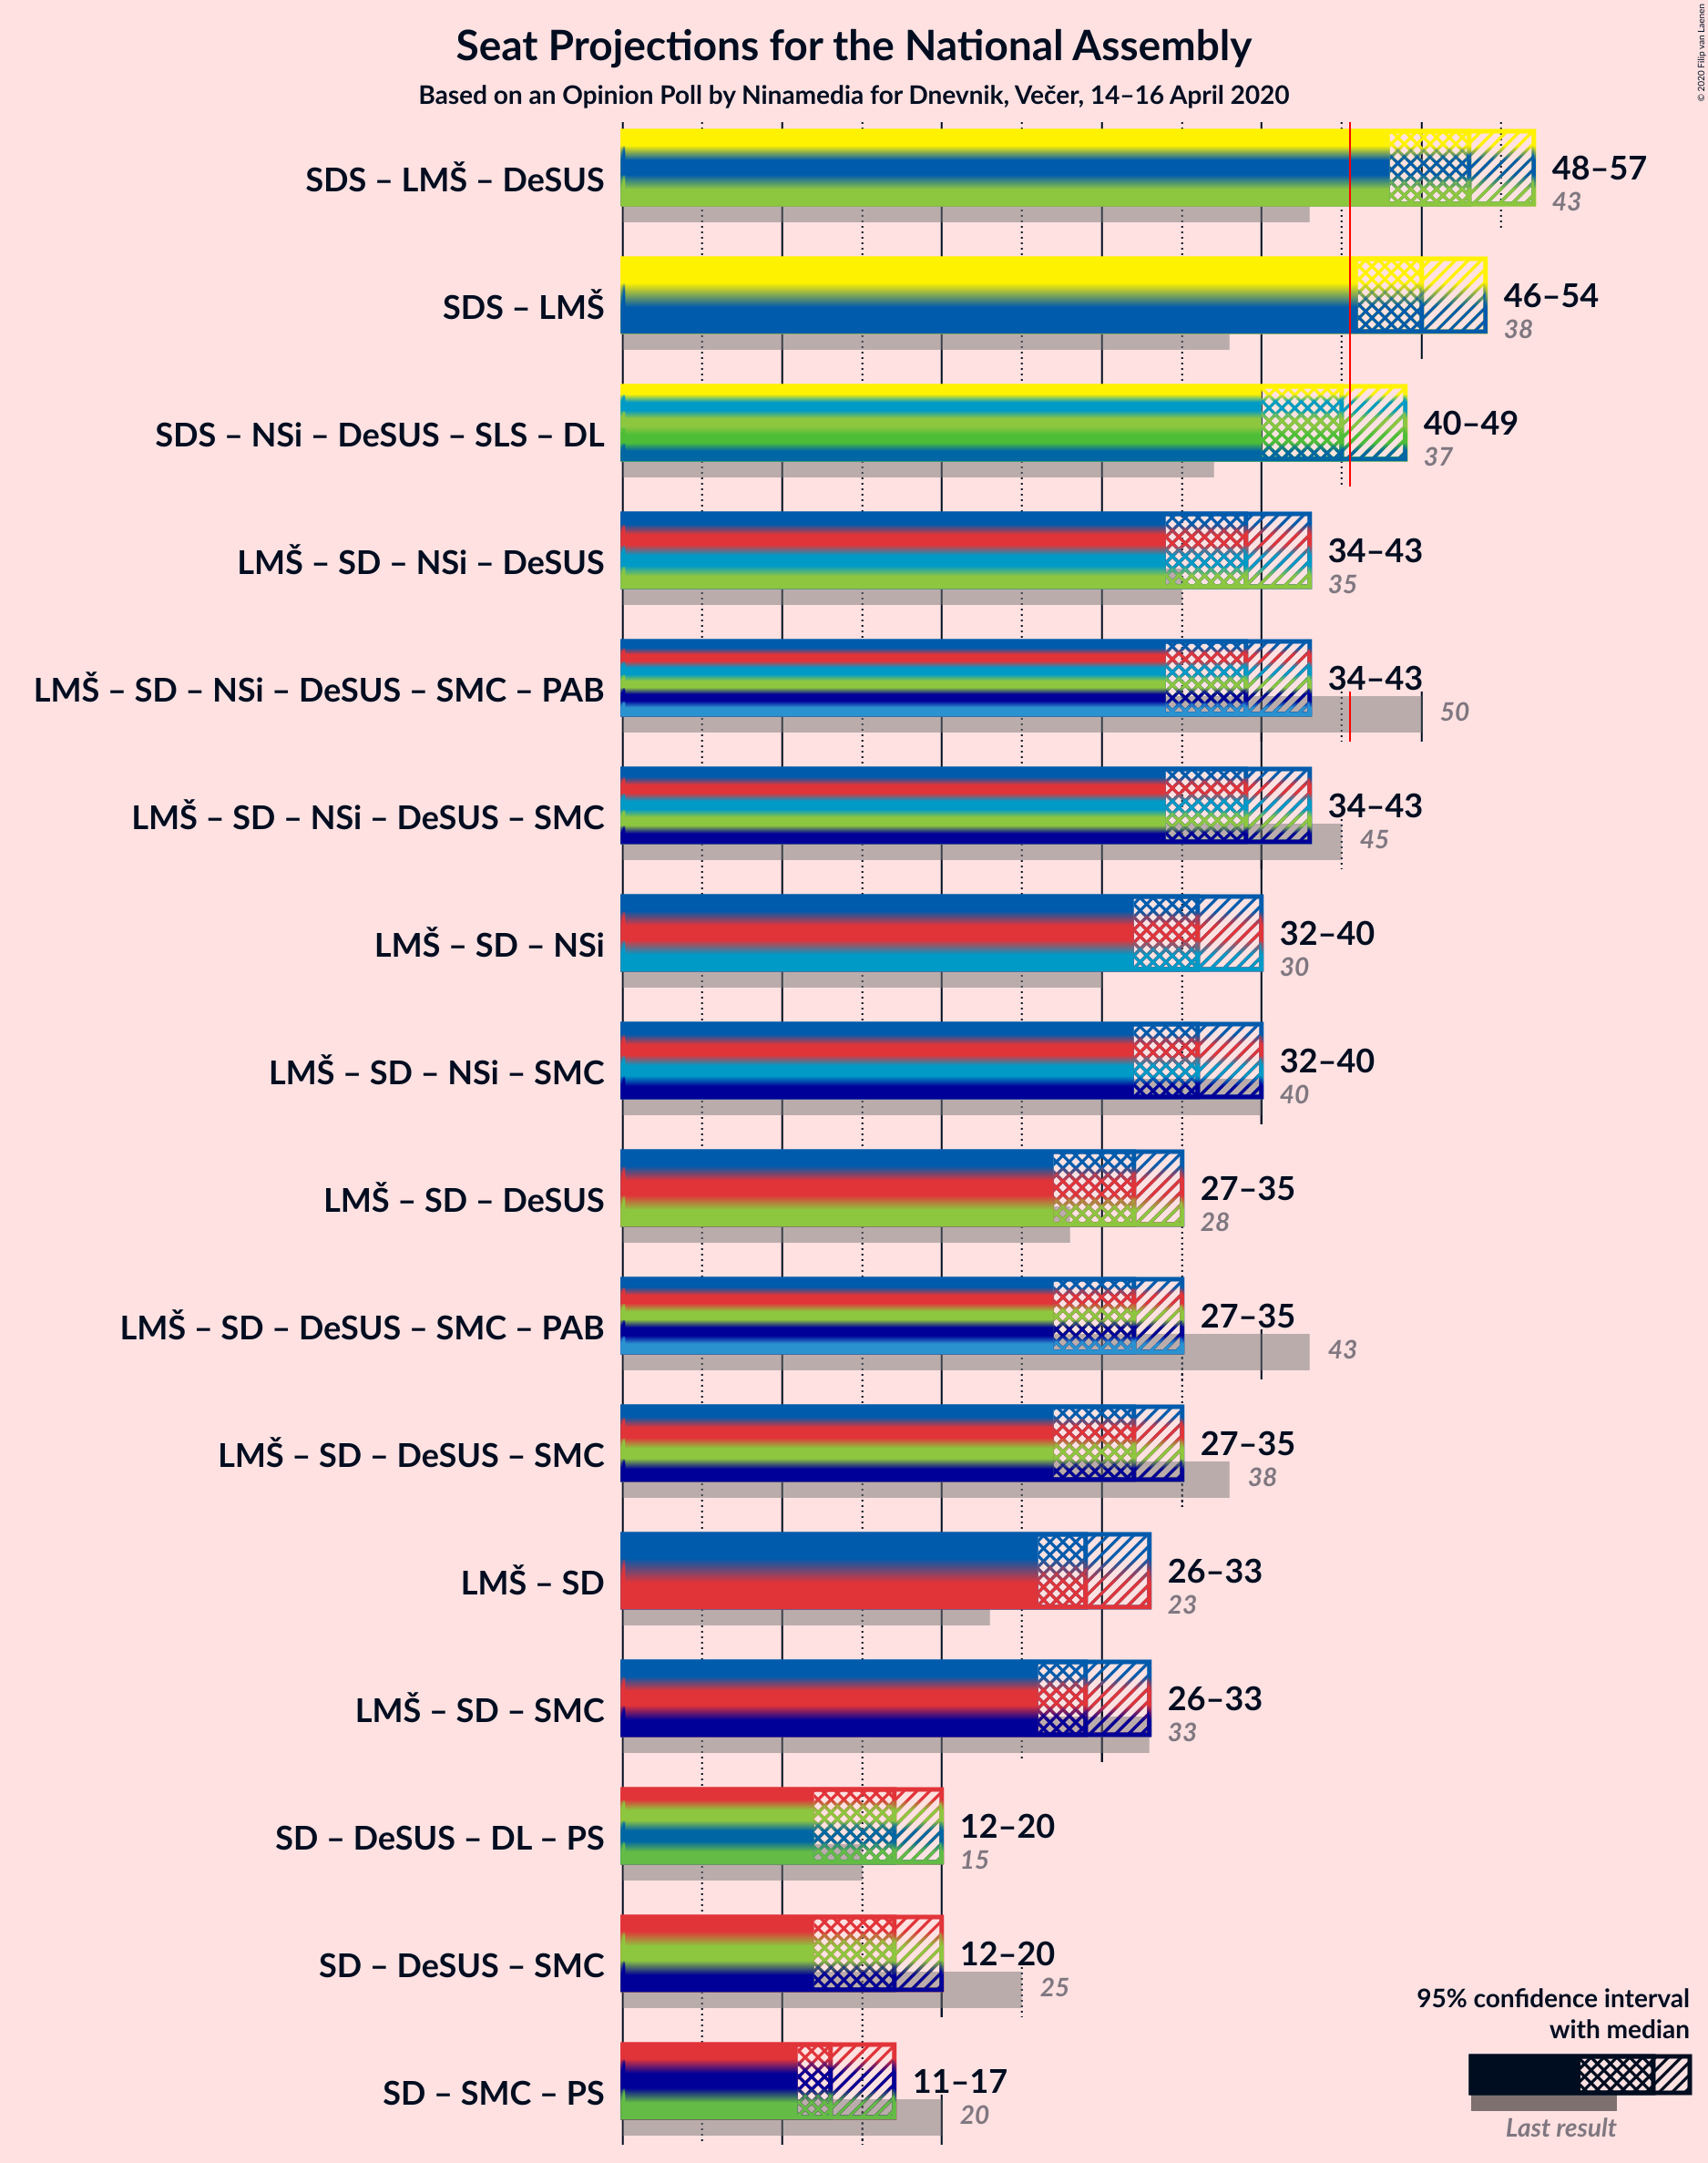 Seat Projections for the National Assembly
Based on an Opinion Poll by Ninamedia for Dnevnik, Večer, 14–16 April 2020
© 2020 Filip van Laenen
SDS – LMŠ – DeSUS
48–57
43
SDS – LMŠ
46–54
38
SDS – NSi – DeSUS – SLS – DL
40–49
37
LMŠ – SD – NSi – DeSUS
34–43
35
LMŠ – SD – NSi – DeSUS – SMC – PAB
34–43
50
LMŠ – SD – NSi – DeSUS – SMC
34–43
45
LMŠ – SD – NSi
32–40
30
LMŠ – SD – NSi – SMC
32–40
40
LMŠ – SD – DeSUS
27–35
28
LMŠ – SD – DeSUS – SMC – PAB
27–35
43
LMŠ – SD – DeSUS – SMC
27–35
38
LMŠ – SD
26–33
23
LMŠ – SD – SMC
26–33
33
SD – DeSUS – DL – PS
12–20
15
SD – DeSUS – SMC
12–20
25
SD – SMC – PS
11–17
20
95% confidence interval
with median
Last result